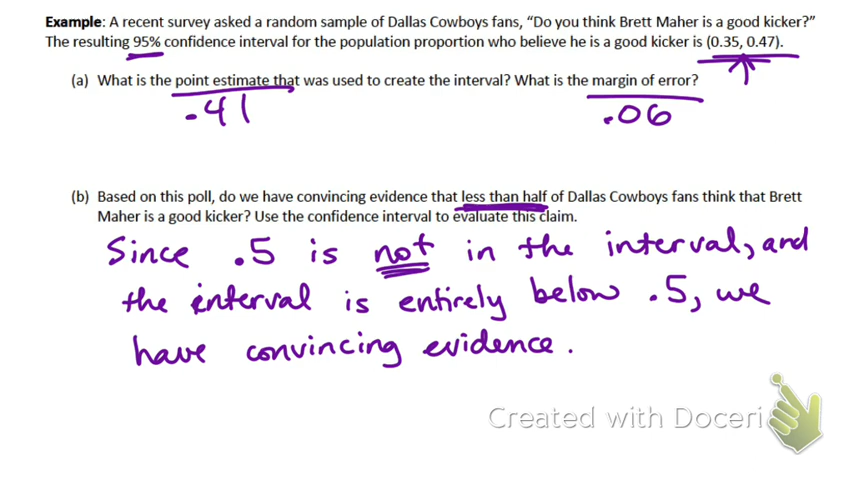 Example: A recent survey asked a random sample of Dallas Cowboys fans, “Do you think Brett Maher is a good kicker?”
The resulting 95% confidence interval for the population proportion who believe he is a good kicker is (0.35, 0.47).
(a) What is the point estimate that was used to create the interval? What is the margin of error?
.41 .06
(b) Based on this poll, do we have convincing evidence that less than half of Dallas Cowboys fans think that Brett
Maher is a good kicker? Use the confidence interval to evaluate this claim.
Since .5 is not in the interval, and
the interval is entirely below .5, we
have convincing evidence.
Created with Doceri